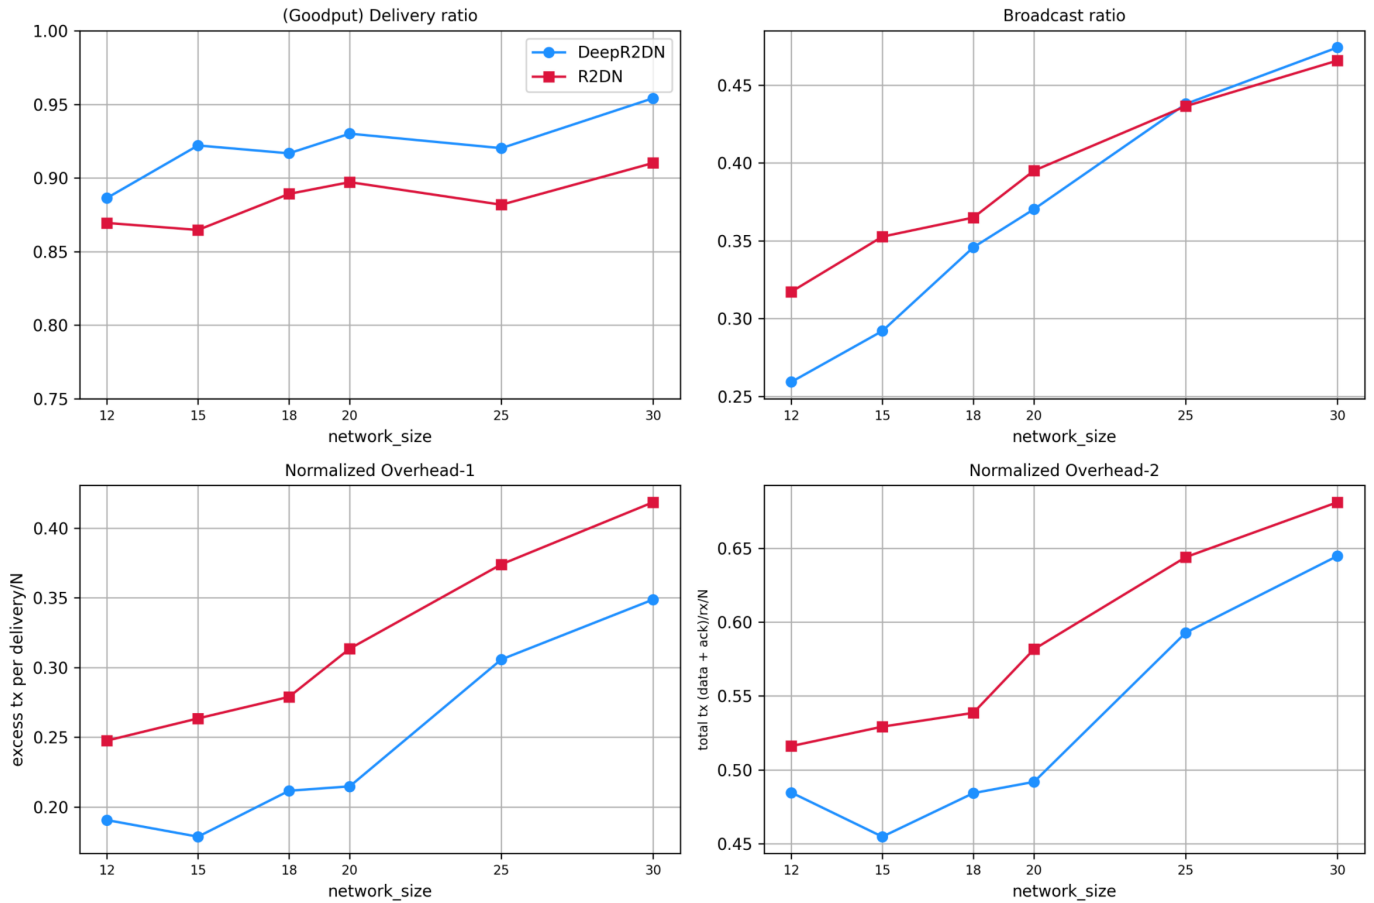 (Goodput) Delivery ratio
1.00
0.95
0.90
0.85
0.80
0.75
DeepR2DN
R2DN
12 15 18 20 25 30
network_size
Broadcast ratio
0.45
0.40
0.35
0.30
0.25
12 15 18 20 25 30
network_size
Normalized Overhead-1
excess tx per delivery/N
0.40
0.35
0.30
0.25
0.20
12 15 18 20 25 30
network_size
Normalized Overhead-2
total tx (data + ack)/rx/N
0.65
0.60
0.55
0.50
0.45
12 15 18 20 25 30
network_size